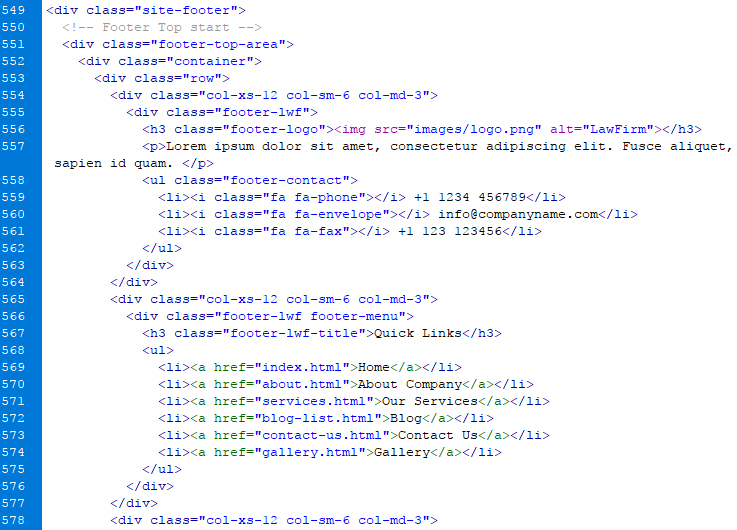 549 <div class="site-footer">
550 <!-- Footer Top start -->
551 <div class="footer-top-area">
552 <div class="container">
553 <div class="row">
554 <div class="col-xs-12 col-sm-6 col-md-3">
555 <div class="footer-lwf">
556 <h3 class="footer-logo"><img src="images/logo.png" alt="LawFirm"></h3>
557 <p>Lorem ipsum dolor sit amet, consectetur adipiscing elit. Fusce aliquet,
sapien id quam. </p>
558 <ul class="footer-contact">
559 <li><i class="fa fa-phone"></i> +1 1234 456789</li>
560 <li><i class="fa fa-envelope"></i> info@companyname.com</li>
561 <li><i class="fa fa-fax"></i> +1 123 123456</li>
562 </ul>
563 </div>
564 </div>
565 <div class="col-xs-12 col-sm-6 col-md-3">
566 <div class="footer-lwf footer-menu">
567 <h3 class="footer-lwf-title">Quick Links</h3>
568 <ul>
569 <li><a href="index.html">Home</a></li>
570 <li><a href="about.html">About Company</a></li>
571 <li><a href="services.html">Our Services</a></li>
572 <li><a href="blog-list.html">Blog</a></li>
573 <li><a href="contact-us.html">Contact Us</a></li>
574 <li><a href="gallery.html">Gallery</a></li>
575 </ul>
576 </div>
577 </div>
578 <div class="col-xs-12 col-sm-6 col-md-3">